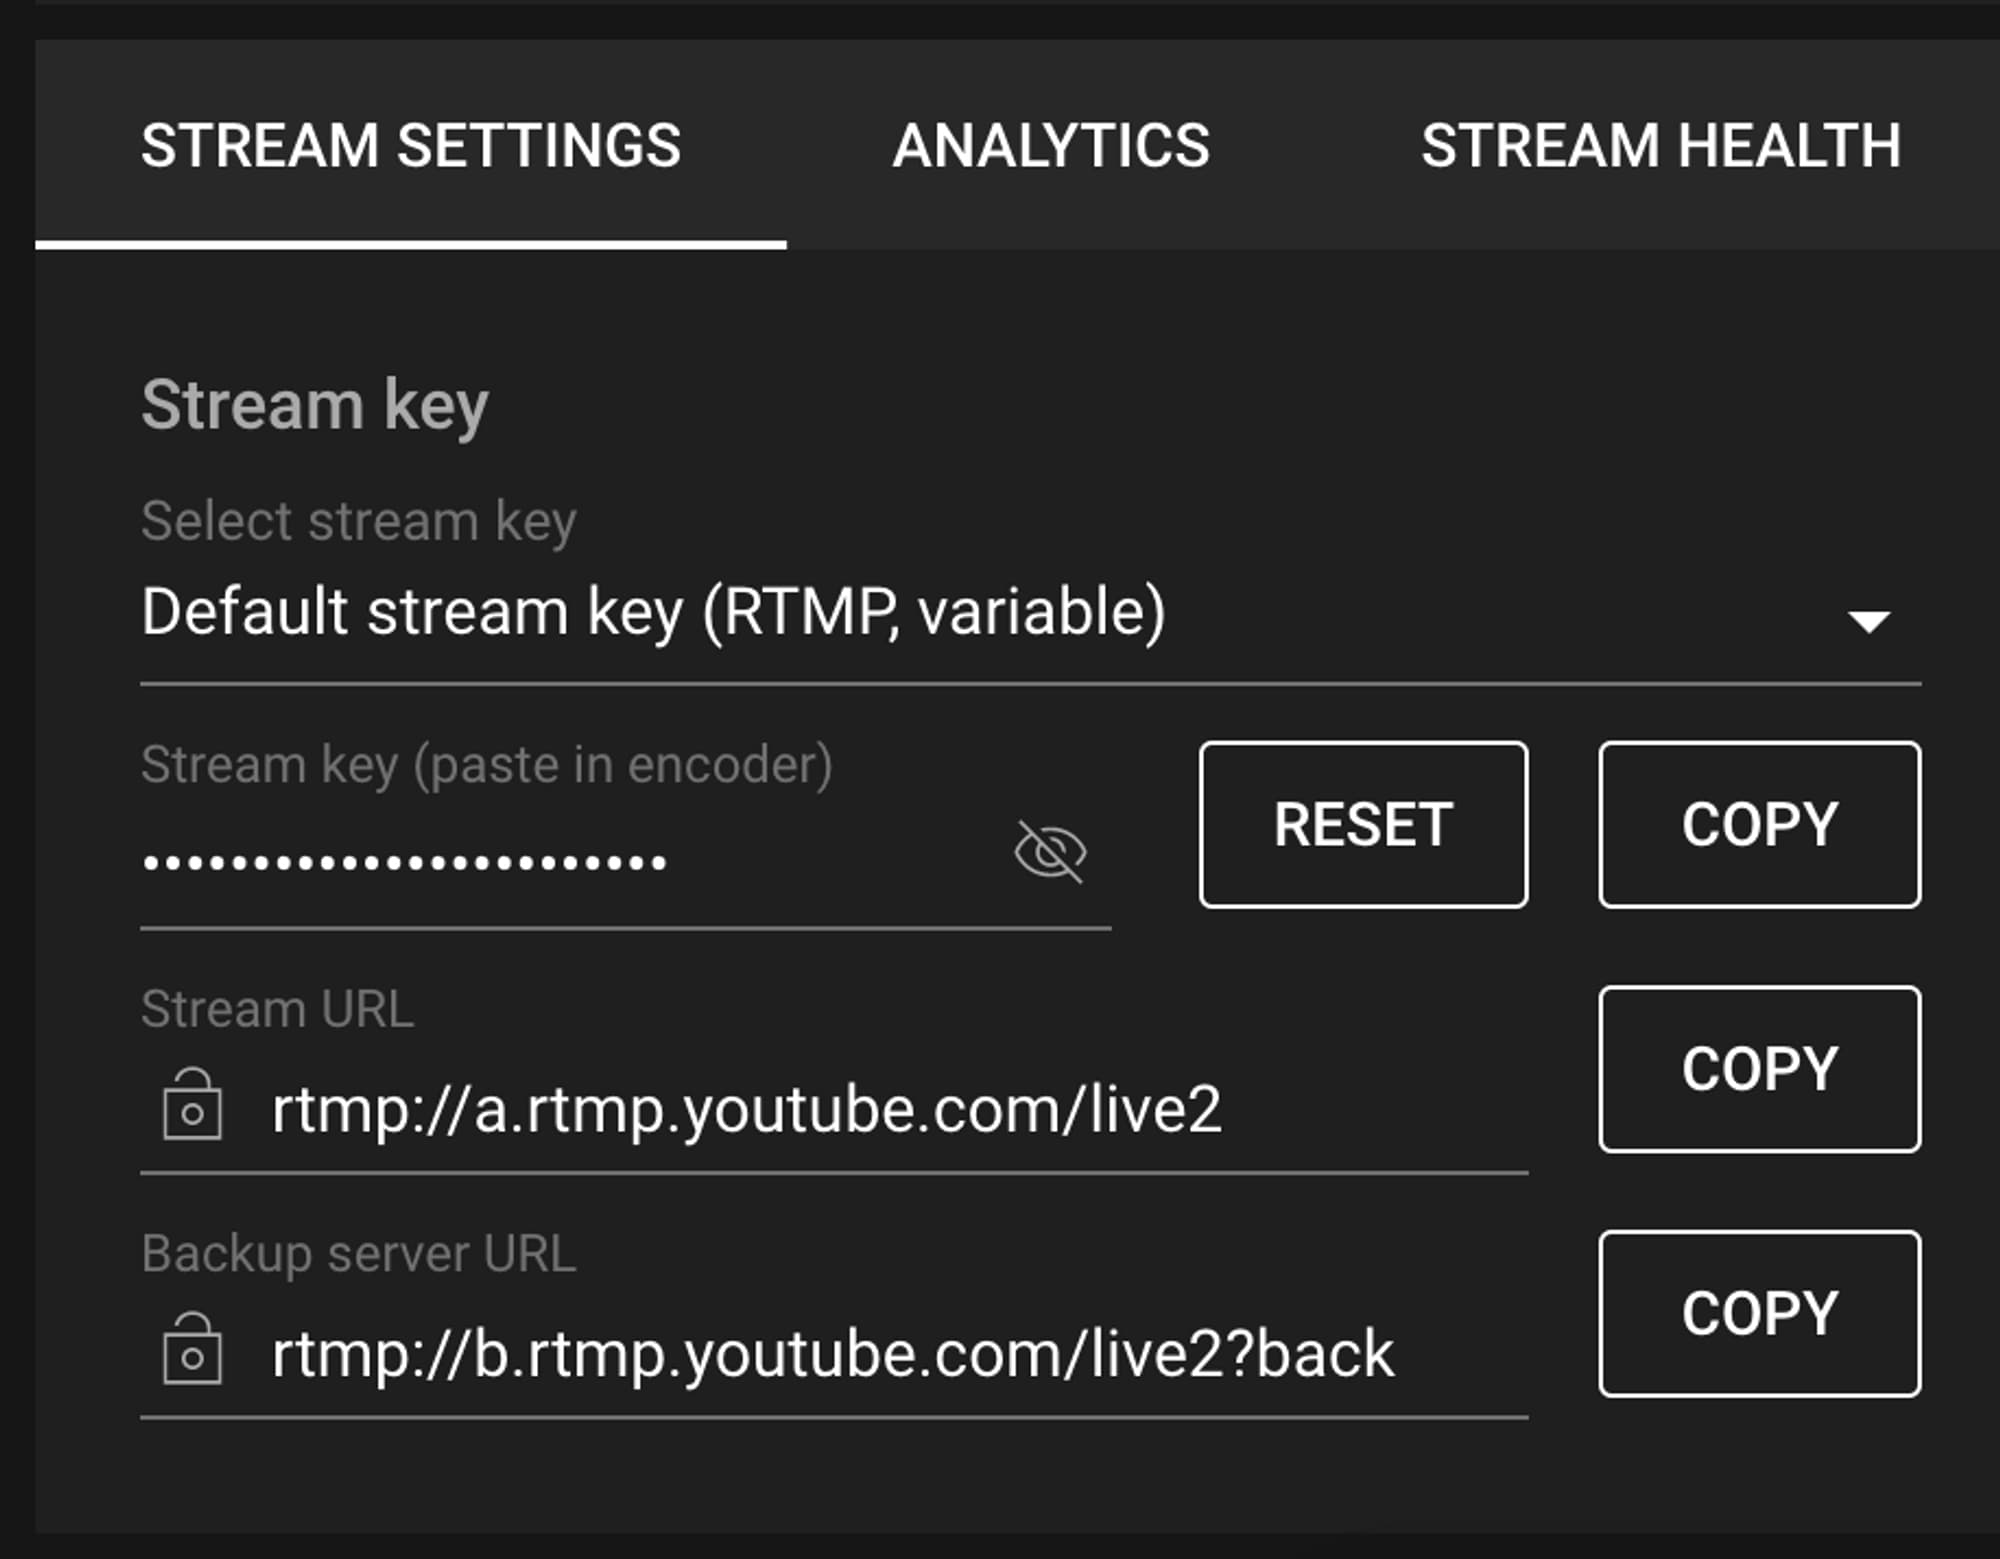 STREAM SETTINGS ANALYTICS STREAM HEALTH
Stream key
Select stream key
Default stream key (RTMP, variable)
Stream key (paste in encoder)
••••••••••••••••••••••••
RESET COPY
Stream URL
rtmp://a.rtmp.youtube.com/live2
COPY
Backup server URL
rtmp://b.rtmp.youtube.com/live2?back
COPY